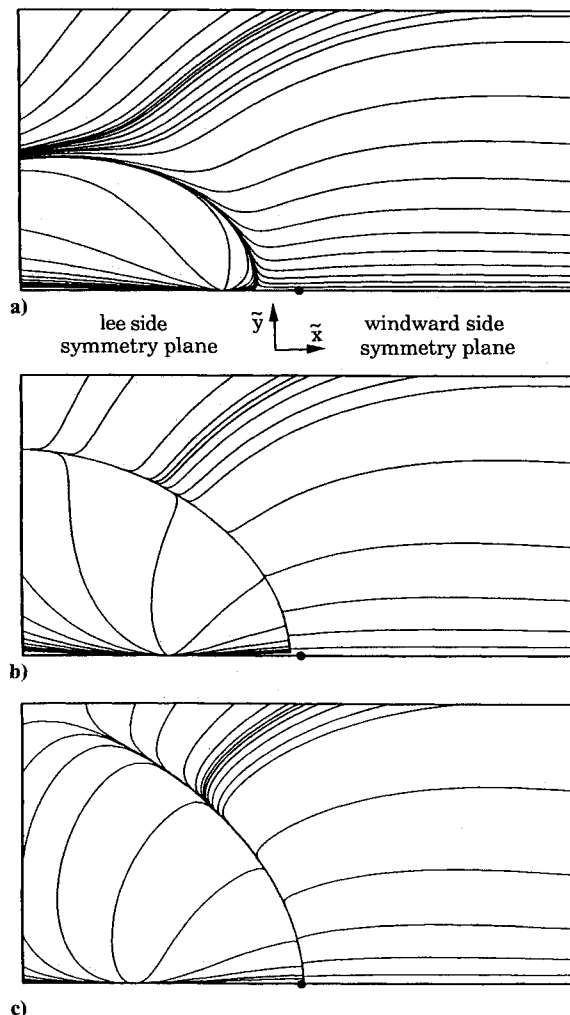 a)
lee side
symmetry plane
ỹ
x̃
windward side
symmetry plane
b)
c)